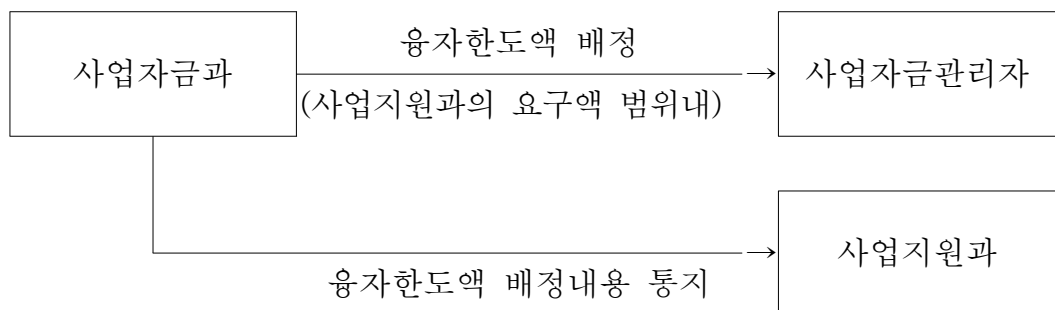 융자한도액 배정
사업자금과
→
사업자금관리자
(사업지원과의 요구액 범위내)
→
사업지원과
융자한도액 배정내용 통지